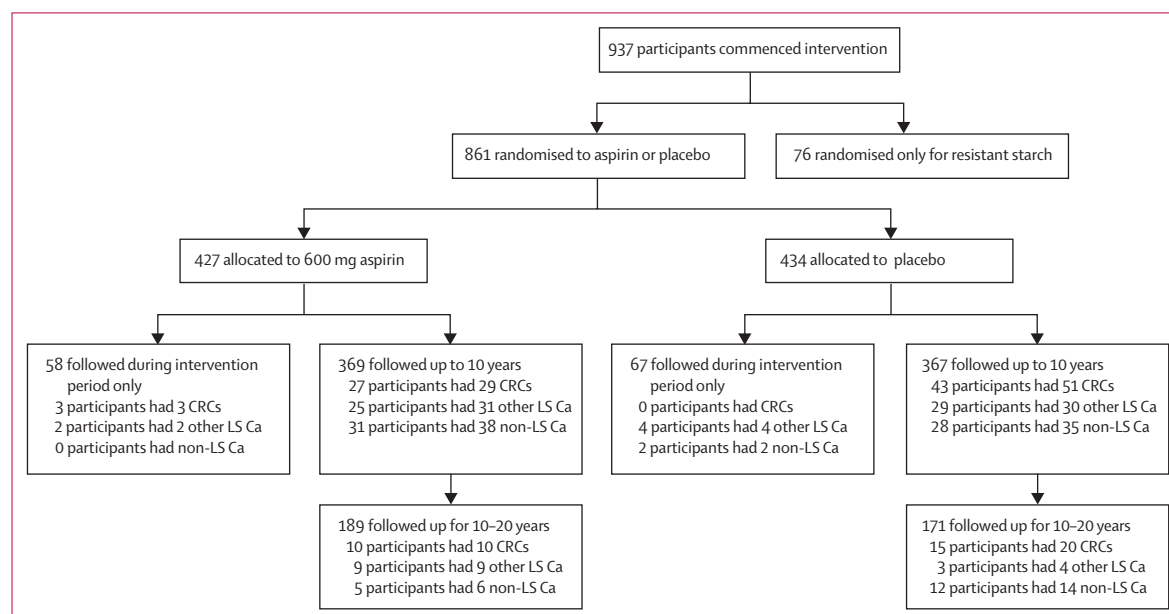 937 participants commenced intervention
861 randomised to aspirin or placebo
76 randomised only for resistant starch
427 allocated to 600 mg aspirin
434 allocated to placebo
58 followed during intervention
period only
3 participants had 3 CRCs
2 participants had 2 other LS Ca
0 participants had non-LS Ca
369 followed up to 10 years
27 participants had 29 CRCs
25 participants had 31 other LS Ca
31 participants had 38 non-LS Ca
67 followed during intervention
period only
0 participants had CRCs
4 participants had 4 other LS Ca
2 participants had 2 non-LS Ca
367 followed up to 10 years
43 participants had 51 CRCs
29 participants had 30 other LS Ca
28 participants had 35 non-LS Ca
189 followed up for 10–20 years
10 participants had 10 CRCs
9 participants had 9 other LS Ca
5 participants had 6 non-LS Ca
171 followed up for 10–20 years
15 participants had 20 CRCs
3 participants had 4 other LS Ca
12 participants had 14 non-LS Ca